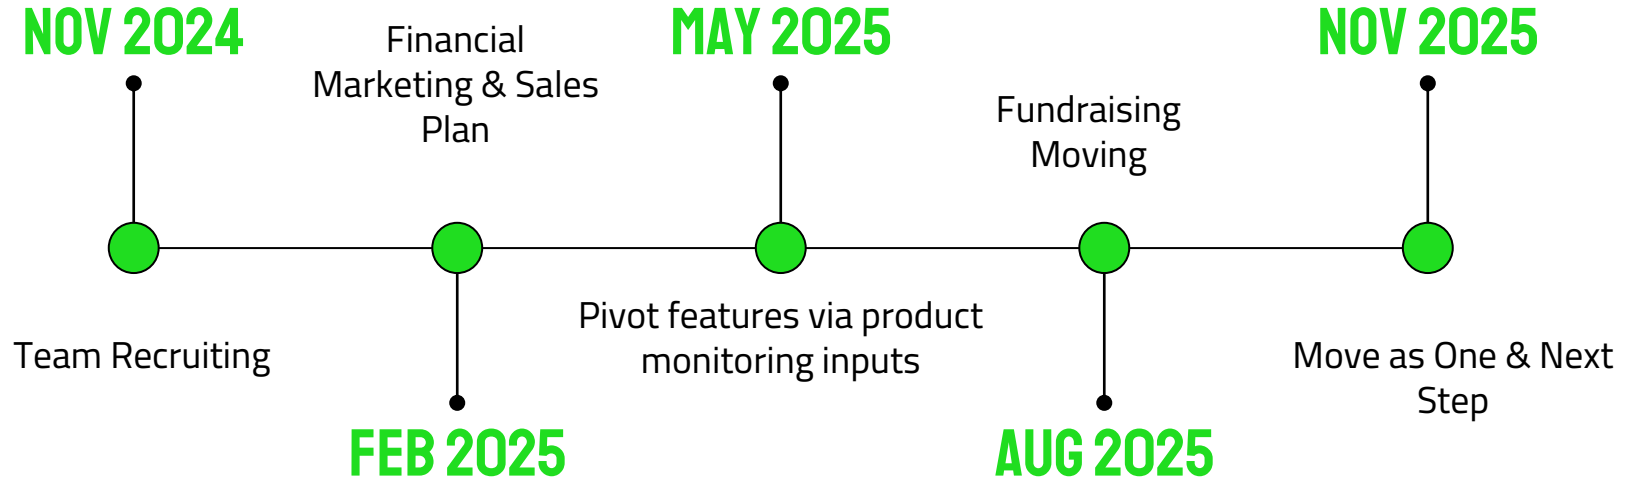 NOV 2024
Team Recruiting
Financial
Marketing & Sales
Plan
FEB 2025
MAY 2025
Pivot features via product
monitoring inputs
Fundraising
Moving
AUG 2025
NOV 2025
Move as One & Next
Step